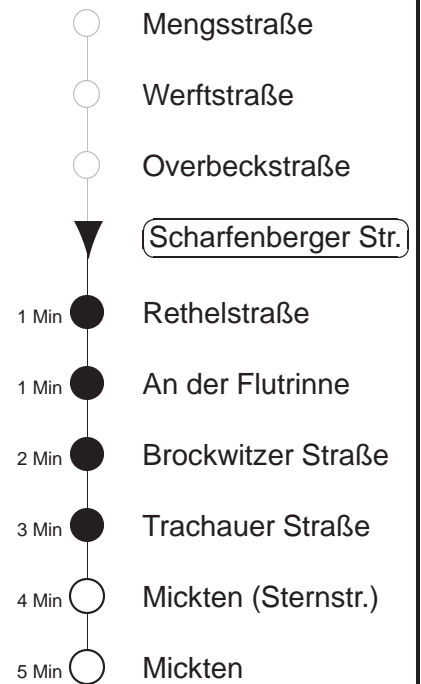 Mengsstraße
Werftstraße
Overbeckstraße
Scharfenberger Str.
1 Min Rethelstraße
1 Min An der Flutrinne
2 Min Brockwitzer Straße
3 Min Trachauer Straße
4 Min Mickten (Sternstr.)
5 Min Mickten